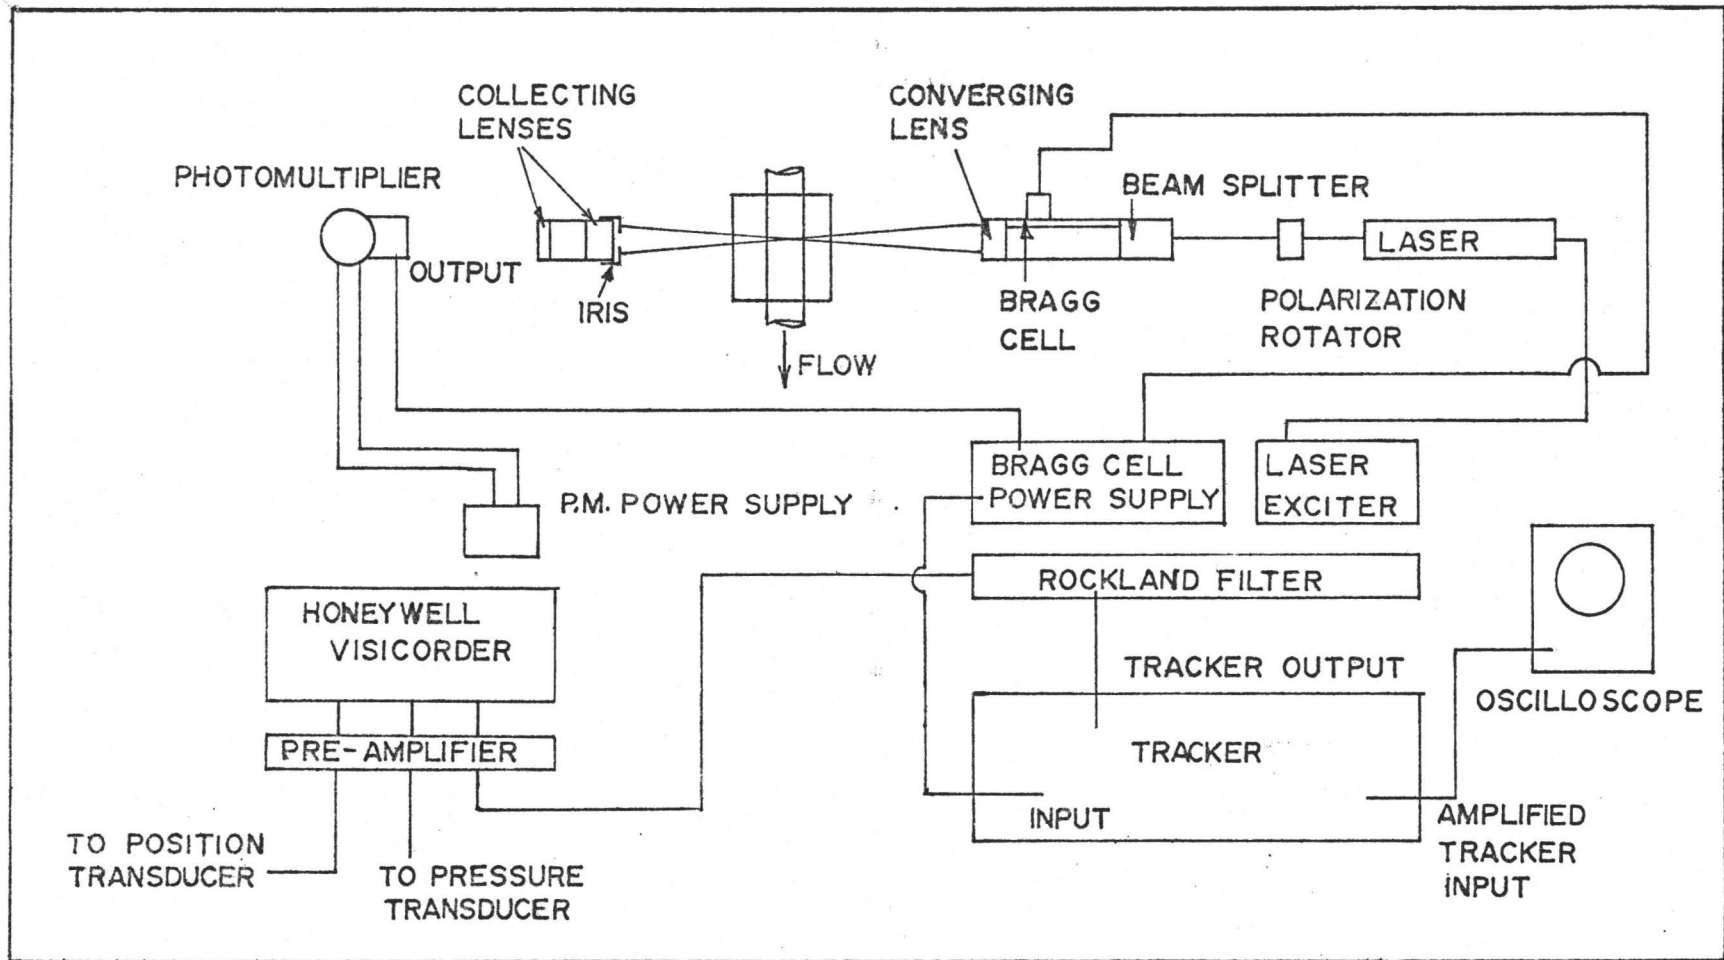 COLLECTING
LENSES
CONVERGING
LENS
PHOTOMULTIPLIER
BEAM SPLITTER
LASER
OUTPUT
IRIS
BRAGG
CELL
POLARIZATION
ROTATOR
FLOW
BRAGG CELL
POWER SUPPLY
LASER
EXCITER
P.M. POWER SUPPLY
ROCKLAND FILTER
HONEYWELL
VISICORDER
TRACKER OUTPUT
OSCILLOSCOPE
PRE-AMPLIFIER
TRACKER
INPUT
AMPLIFIED
TRACKER
INPUT
TO POSITION
TRANSDUCER
TO PRESSURE
TRANSDUCER